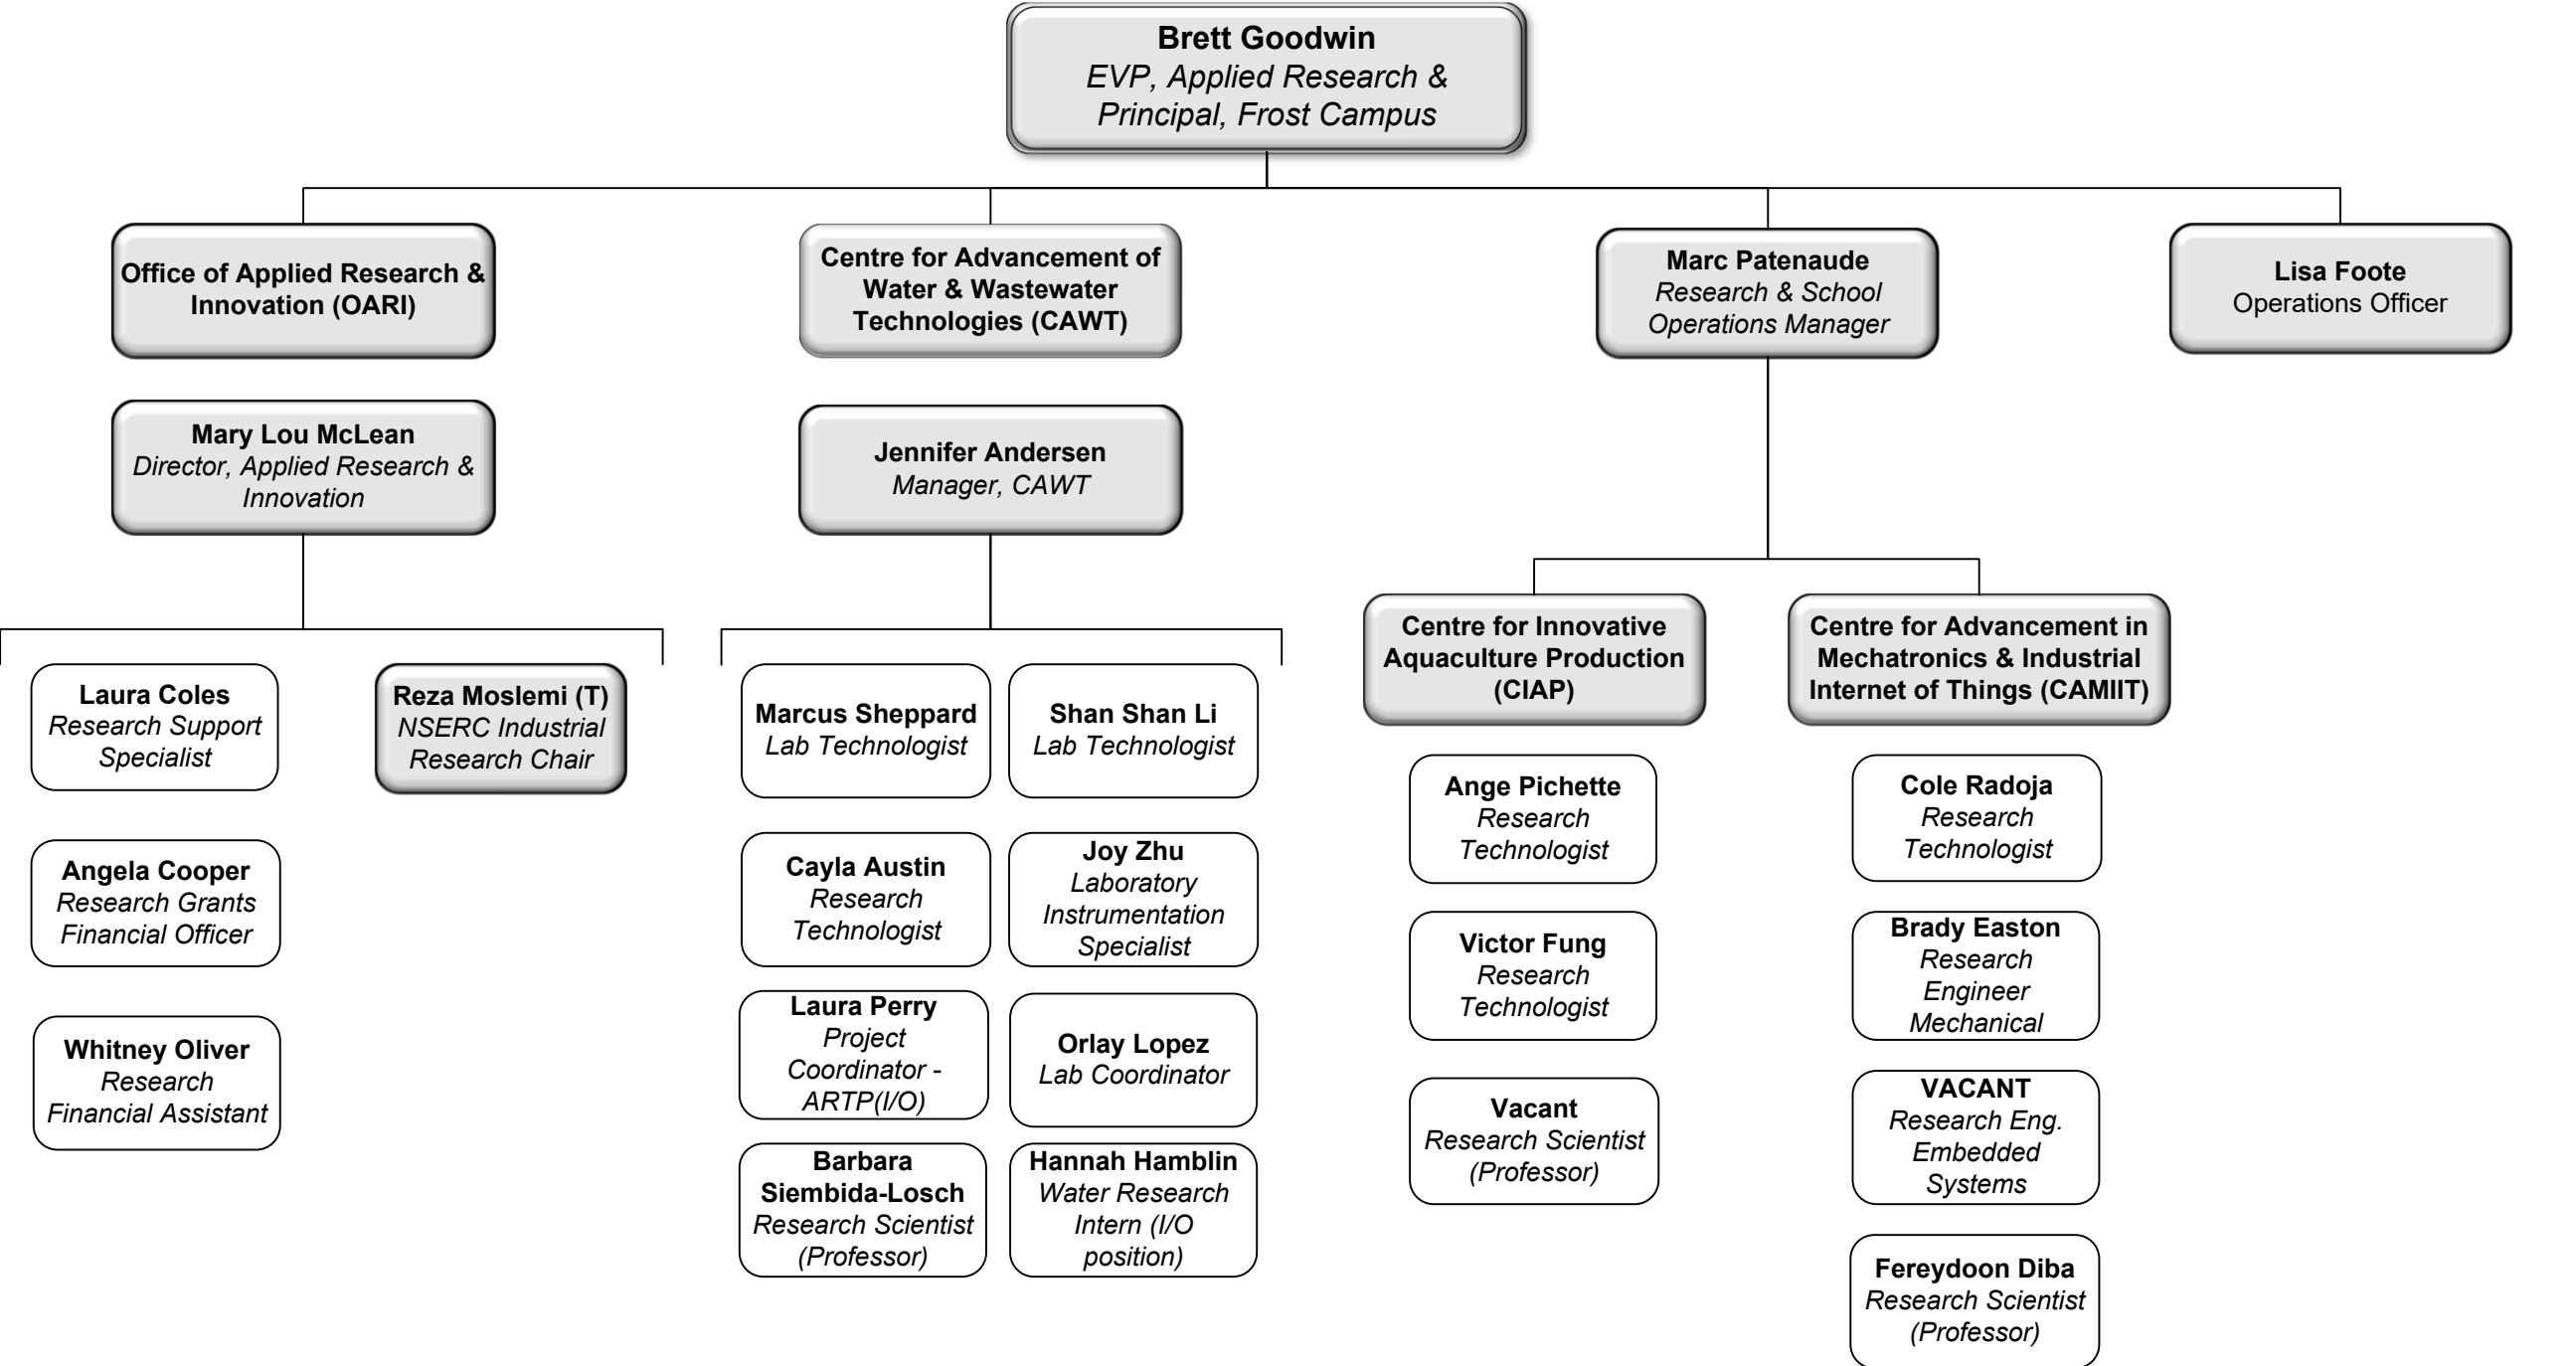 Brett Goodwin
EVP, Applied Research &
Principal, Frost Campus
Office of Applied Research &
Innovation (OARI)
Centre for Advancement of
Water & Wastewater
Technologies (CAWT)
Marc Patenaude
Research & School
Operations Manager
Lisa Foote
Operations Officer
Mary Lou McLean
Director, Applied Research &
Innovation
Jennifer Andersen
Manager, CAWT
Laura Coles
Research Support
Specialist
Reza Moslemi (T)
NSERC Industrial
Research Chair
Angela Cooper
Research Grants
Financial Officer
Whitney Oliver
Research
Financial Assistant
Marcus Sheppard
Lab Technologist
Shan Shan Li
Lab Technologist
Cayla Austin
Research
Technologist
Joy Zhu
Laboratory
Instrumentation
Specialist
Laura Perry
Project
Coordinator -
ARTP(I/O)
Orlay Lopez
Lab Coordinator
Barbara
Siembida-Losch
Research Scientist
(Professor)
Hannah Hamblin
Water Research
Intern (I/O
position)
Centre for Innovative
Aquaculture Production
(CIAP)
Ange Pichette
Research
Technologist
Victor Fung
Research
Technologist
Vacant
Research Scientist
(Professor)
Centre for Advancement in
Mechatronics & Industrial
Internet of Things (CAMIIT)
Cole Radoja
Research
Technologist
Brady Easton
Research
Engineer
Mechanical
VACANT
Research Eng.
Embedded
Systems
Fereydoon Diba
Research Scientist
(Professor)